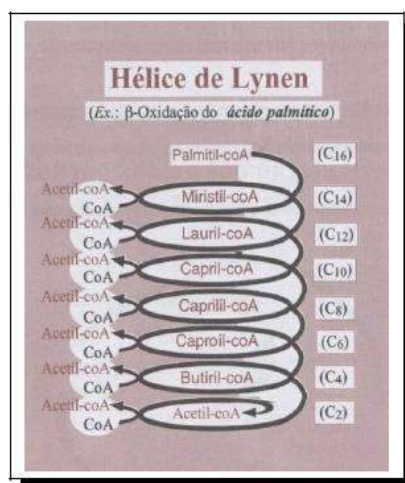 Hélice de Lynen
(Ex.: β-Oxidação do ácido palmítico)
Palmitil-coA (C16)
Acetil-coA
CoA
Miristil-coA (C14)
Acetil-coA
CoA
Lauril-coA (C12)
Acetil-coA
CoA
Capril-coA (C10)
Acetil-coA
CoA
Caprilil-coA (C8)
Acetil-coA
CoA
Caproil-coA (C6)
Acetil-coA
CoA
Butiril-coA (C4)
Acetil-coA
CoA
Acetil-coA (C2)